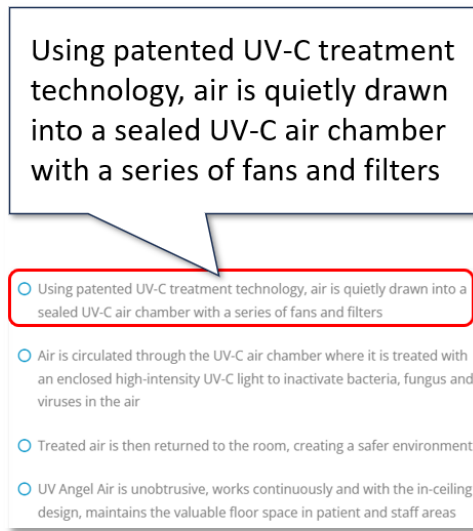 Using patented UV-C treatment
technology, air is quietly drawn
into a sealed UV-C air chamber
with a series of fans and filters
Using patented UV-C treatment technology, air is quietly drawn into a
sealed UV-C air chamber with a series of fans and filters
Air is circulated through the UV-C air chamber where it is treated with
an enclosed high-intensity UV-C light to inactivate bacteria, fungus and
viruses in the air
Treated air is then returned to the room, creating a safer environment
UV Angel Air is unobtrusive, works continuously and with the in-ceiling
design, maintains the valuable floor space in patient and staff areas